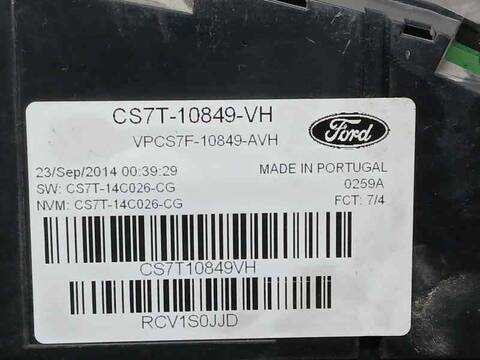 CS7T-10849-VH
VPCS7F-10849-AVH
Ford
23/Sep/2014 00:39:29
MADE IN PORTUGAL
SW: CS7T-14C026-CG
0259A
NVM: CS7T-14C026-CG
FCT: 7/4
CS7T10849VH
RCV1S0JJD